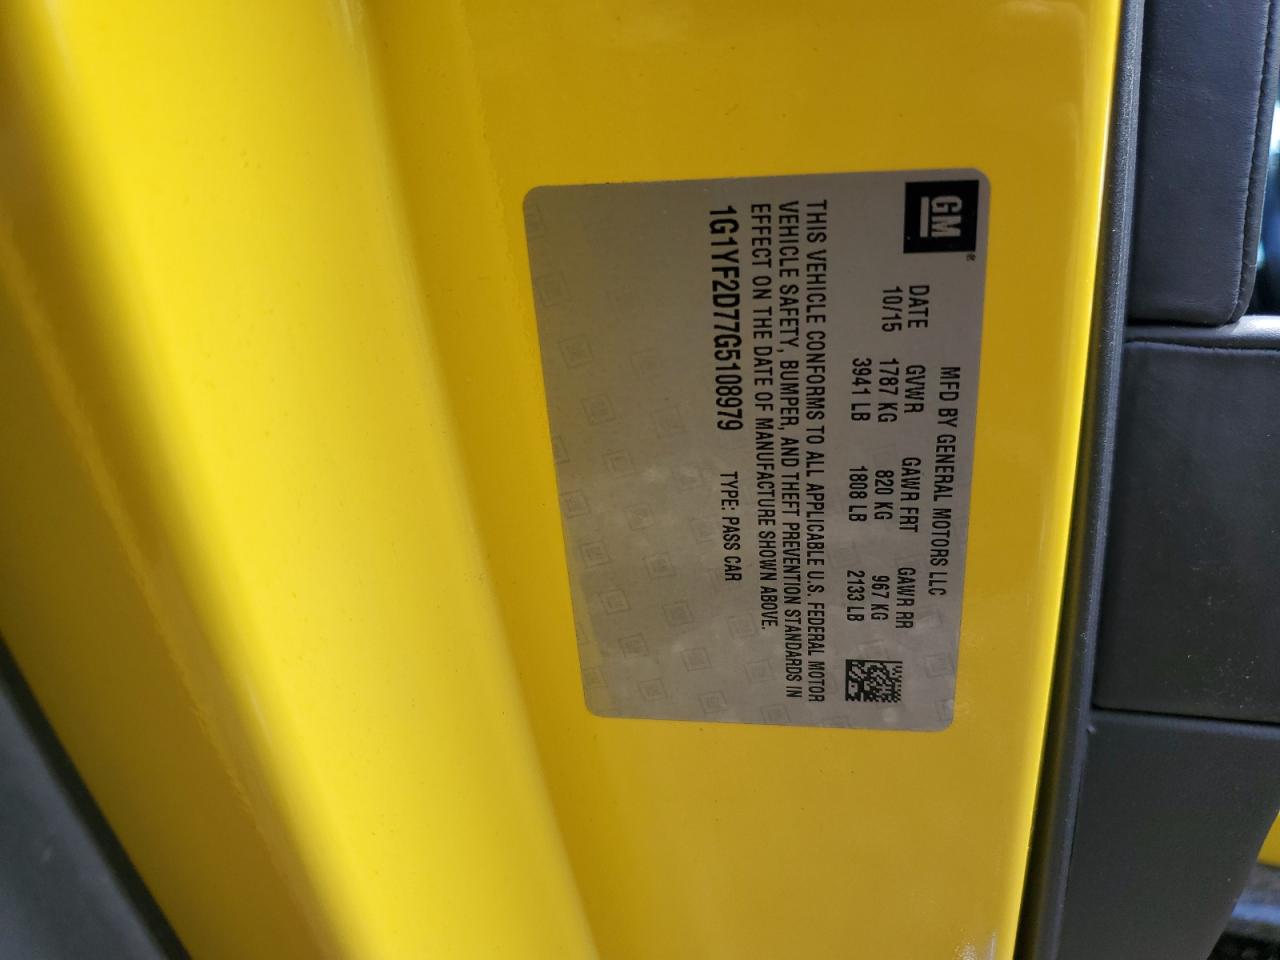 GM
MFD BY GENERAL MOTORS LLC
DATE GVWR GAWR FRT GAWR RR
10/15 1787 KG 820 KG 967 KG
3941 LB 1808 LB 2133 LB
THIS VEHICLE CONFORMS TO ALL APPLICABLE U.S. FEDERAL MOTOR
VEHICLE SAFETY, BUMPER, AND THEFT PREVENTION STANDARDS IN
EFFECT ON THE DATE OF MANUFACTURE SHOWN ABOVE.
1G1YF2D77G5108979 TYPE: PASS CAR